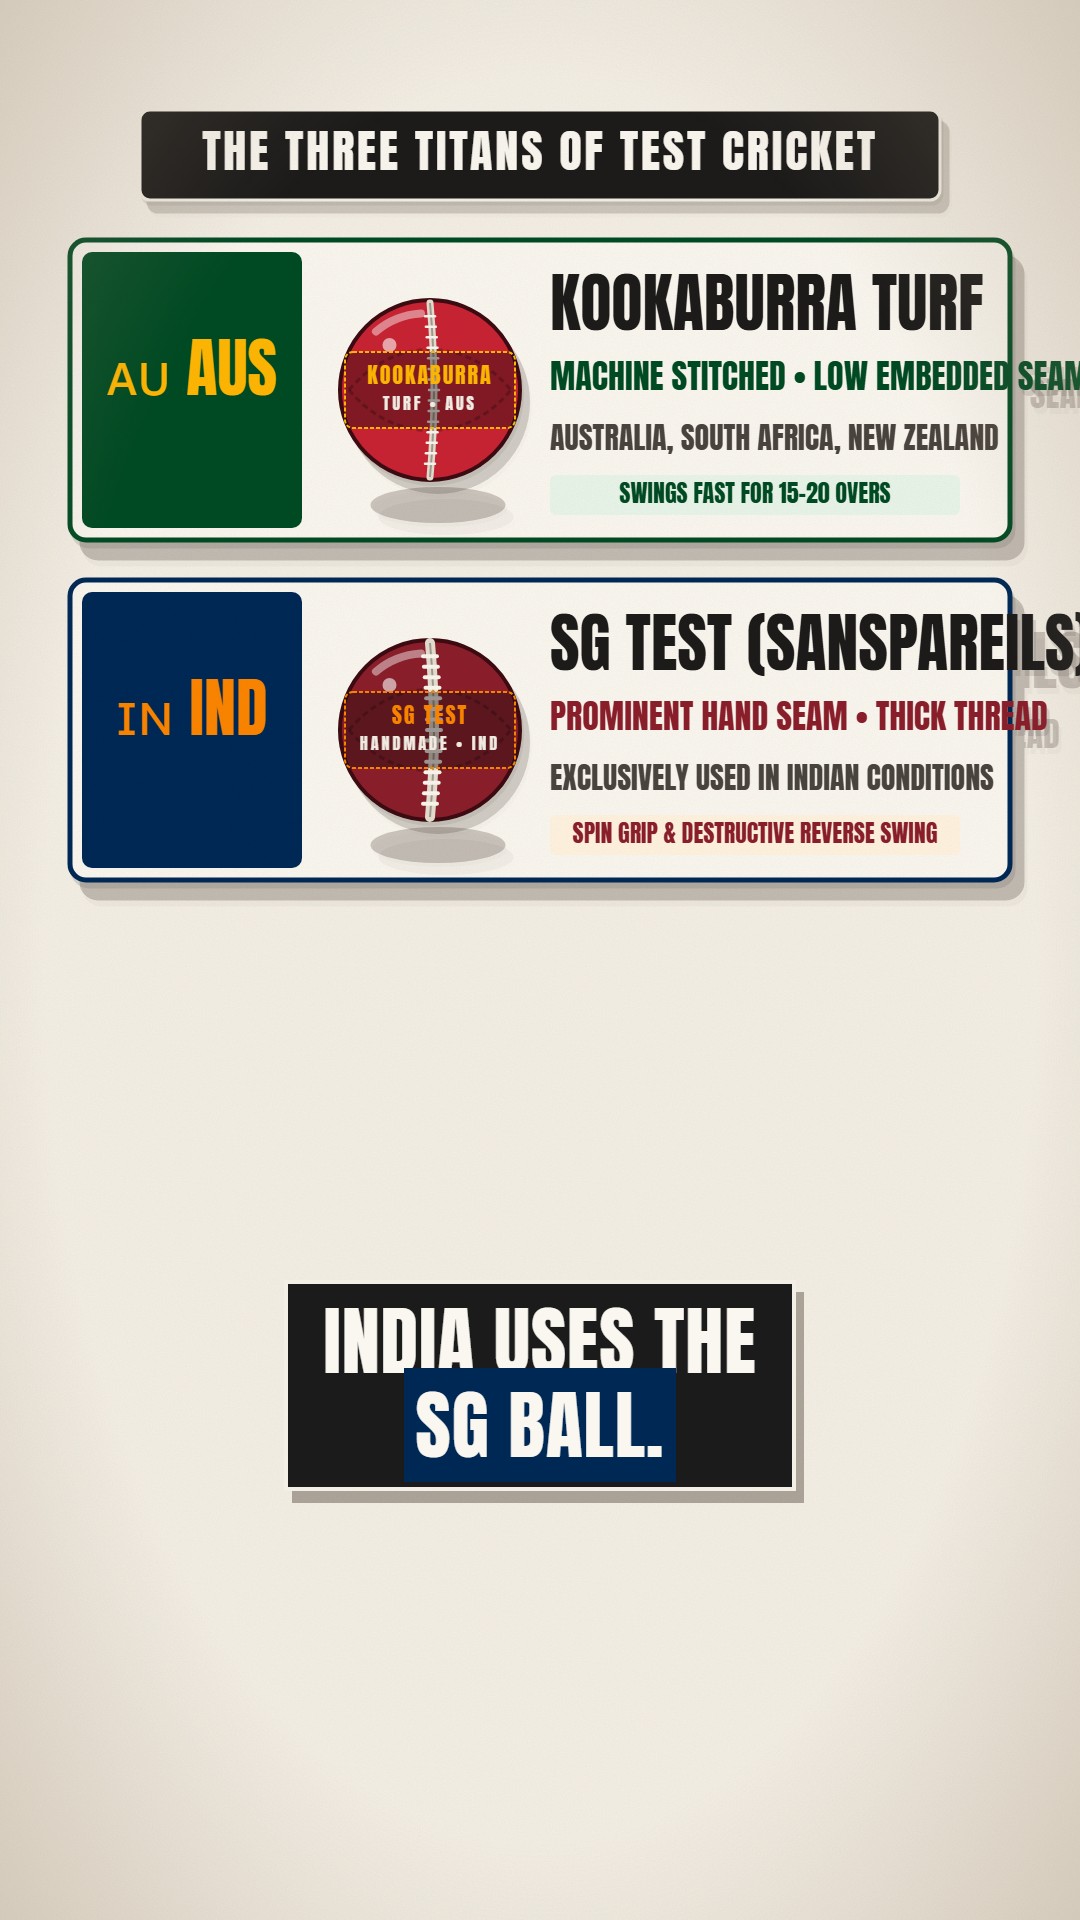 THE THREE TITANS OF TEST CRICKET
AU AUS
KOOKABURRA
TURF • AUS
KOOKABURRA TURF
MACHINE STITCHED • LOW EMBEDDED SEAM
AUSTRALIA, SOUTH AFRICA, NEW ZEALAND
SWINGS FAST FOR 15-20 OVERS
IN IND
SG TEST
HANDMADE • IND
SG TEST (SANSPAREILS)
PROMINENT HAND SEAM • THICK THREAD
EXCLUSIVELY USED IN INDIAN CONDITIONS
SPIN GRIP & DESTRUCTIVE REVERSE SWING
INDIA USES THE
SG BALL.